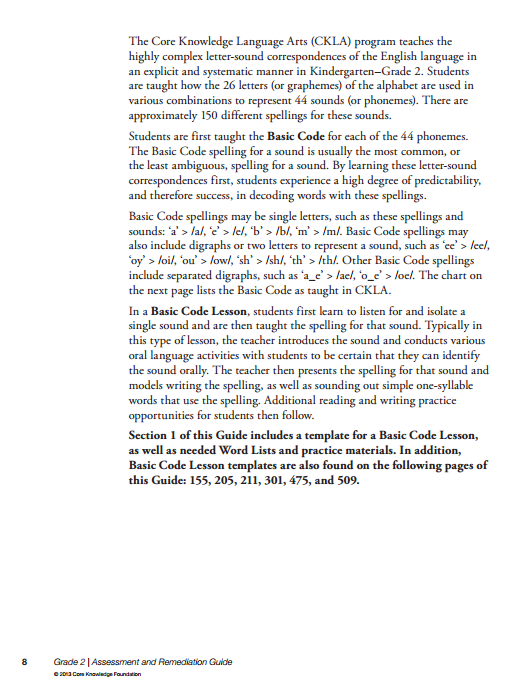 The Core Knowledge Language Arts (CKLA) program teaches the
highly complex letter-sound correspondences of the English language in
an explicit and systematic manner in Kindergarten–Grade 2. Students
are taught how the 26 letters (or graphemes) of the alphabet are used in
various combinations to represent 44 sounds (or phonemes). There are
approximately 150 different spellings for these sounds.
Students are first taught the Basic Code for each of the 44 phonemes.
The Basic Code spelling for a sound is usually the most common, or
the least ambiguous, spelling for a sound. By learning these letter-sound
correspondences first, students experience a high degree of predictability,
and therefore success, in decoding words with these spellings.
Basic Code spellings may be single letters, such as these spellings and
sounds: ‘a’ > /a/, ‘e’ > /e/, ‘b’ > /b/, ‘m’ > /m/. Basic Code spellings may
also include digraphs or two letters to represent a sound, such as ‘ee’ > /ee/,
‘oy’ > /oi/, ‘ou’ > /ow/, ‘sh’ > /sh/, ‘th’ > /th/. Other Basic Code spellings
include separated digraphs, such as ‘a_e’ > /ae/, ‘o_e’ > /oe/. The chart on
the next page lists the Basic Code as taught in CKLA.
In a Basic Code Lesson, students first learn to listen for and isolate a
single sound and are then taught the spelling for that sound. Typically in
this type of lesson, the teacher introduces the sound and conducts various
oral language activities with students to be certain that they can identify
the sound orally. The teacher then presents the spelling for that sound and
models writing the spelling, as well as sounding out simple one-syllable
words that use the spelling. Additional reading and writing practice
opportunities for students then follow.
Section 1 of this Guide includes a template for a Basic Code Lesson,
as well as needed Word Lists and practice materials. In addition,
Basic Code Lesson templates are also found on the following pages of
this Guide: 155, 205, 211, 301, 475, and 509.
8 Grade 2 | Assessment and Remediation Guide
© 2013 Core Knowledge Foundation